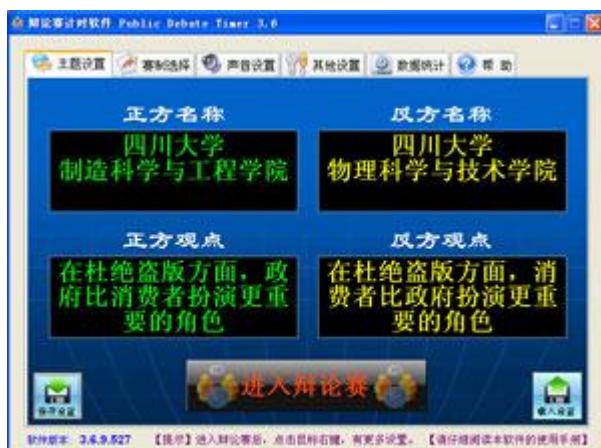 辩论赛计时软件 Public Debate Timer 3.6
主题设置 赛制选择 声音设置 其他设置 数据统计 帮助
正方名称 反方名称
四川大学 四川大学
制造科学与工程学院 物理科学与技术学院
正方观点 反方观点
在杜绝盗版方面，政 在杜绝盗版方面，消
府比消费者扮演更重 费者比政府扮演更重
要的角色 要的角色
进入辩论赛
保存设置 载入设置
软件版本 3.6.9.527 【提示】进入辩论赛后，点击鼠标右键，有更多设置。 【请仔细阅读本软件的使用手册】